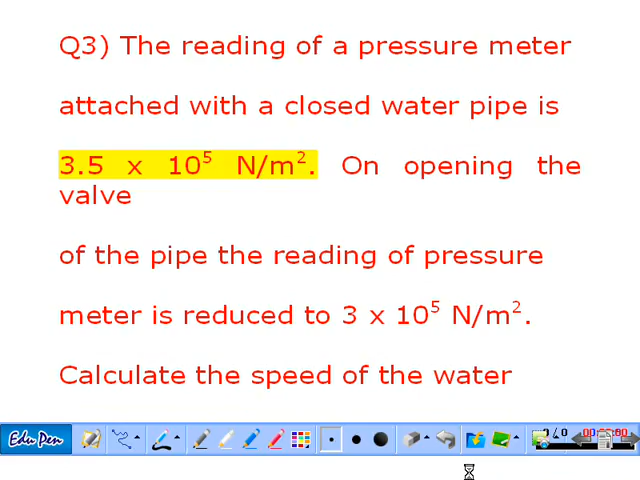 Q3) The reading of a pressure meter
attached with a closed water pipe is
3.5 x 10⁵ N/m². On opening the
valve
of the pipe the reading of pressure
meter is reduced to 3 x 10⁵ N/m².
Calculate the speed of the water
Edu Pen